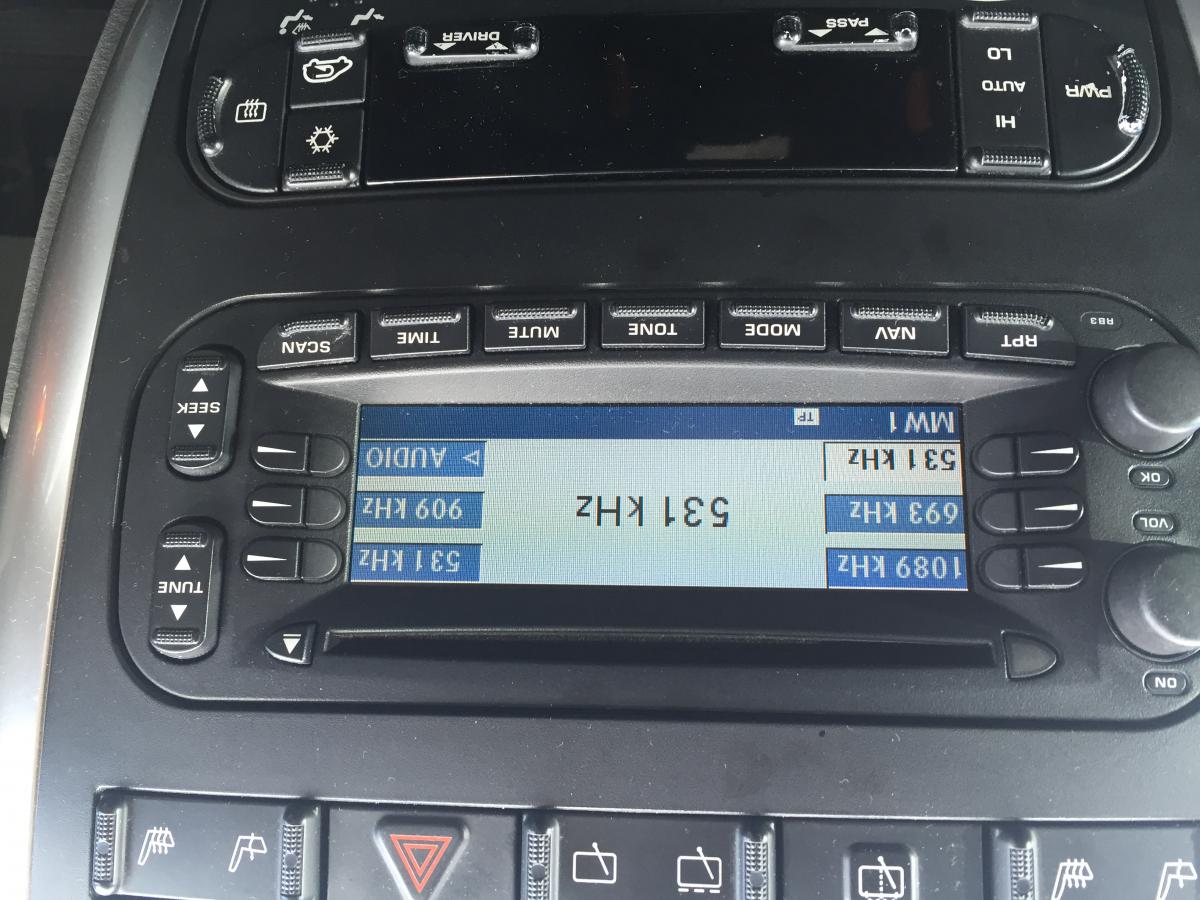 ON
1089 kHz 531 kHz
TUNE
VOL
693 kHz 531 kHz 909 kHz
OK
531 kHz AUDIO
SEEK
MW 1 TP
RB3
RPT NAV MODE TONE MUTE TIME SCAN
HI
PWR AUTO
LO
PASS DRIVER